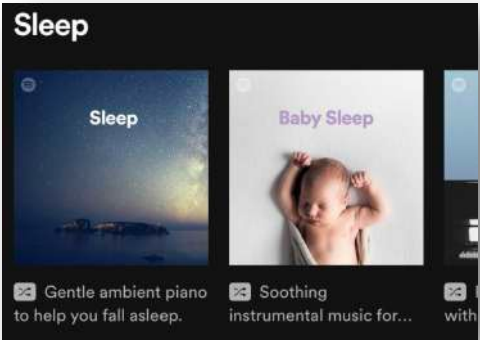 Sleep
Sleep
Baby Sleep
Gentle ambient piano
to help you fall asleep.
Soothing
instrumental music for...
with